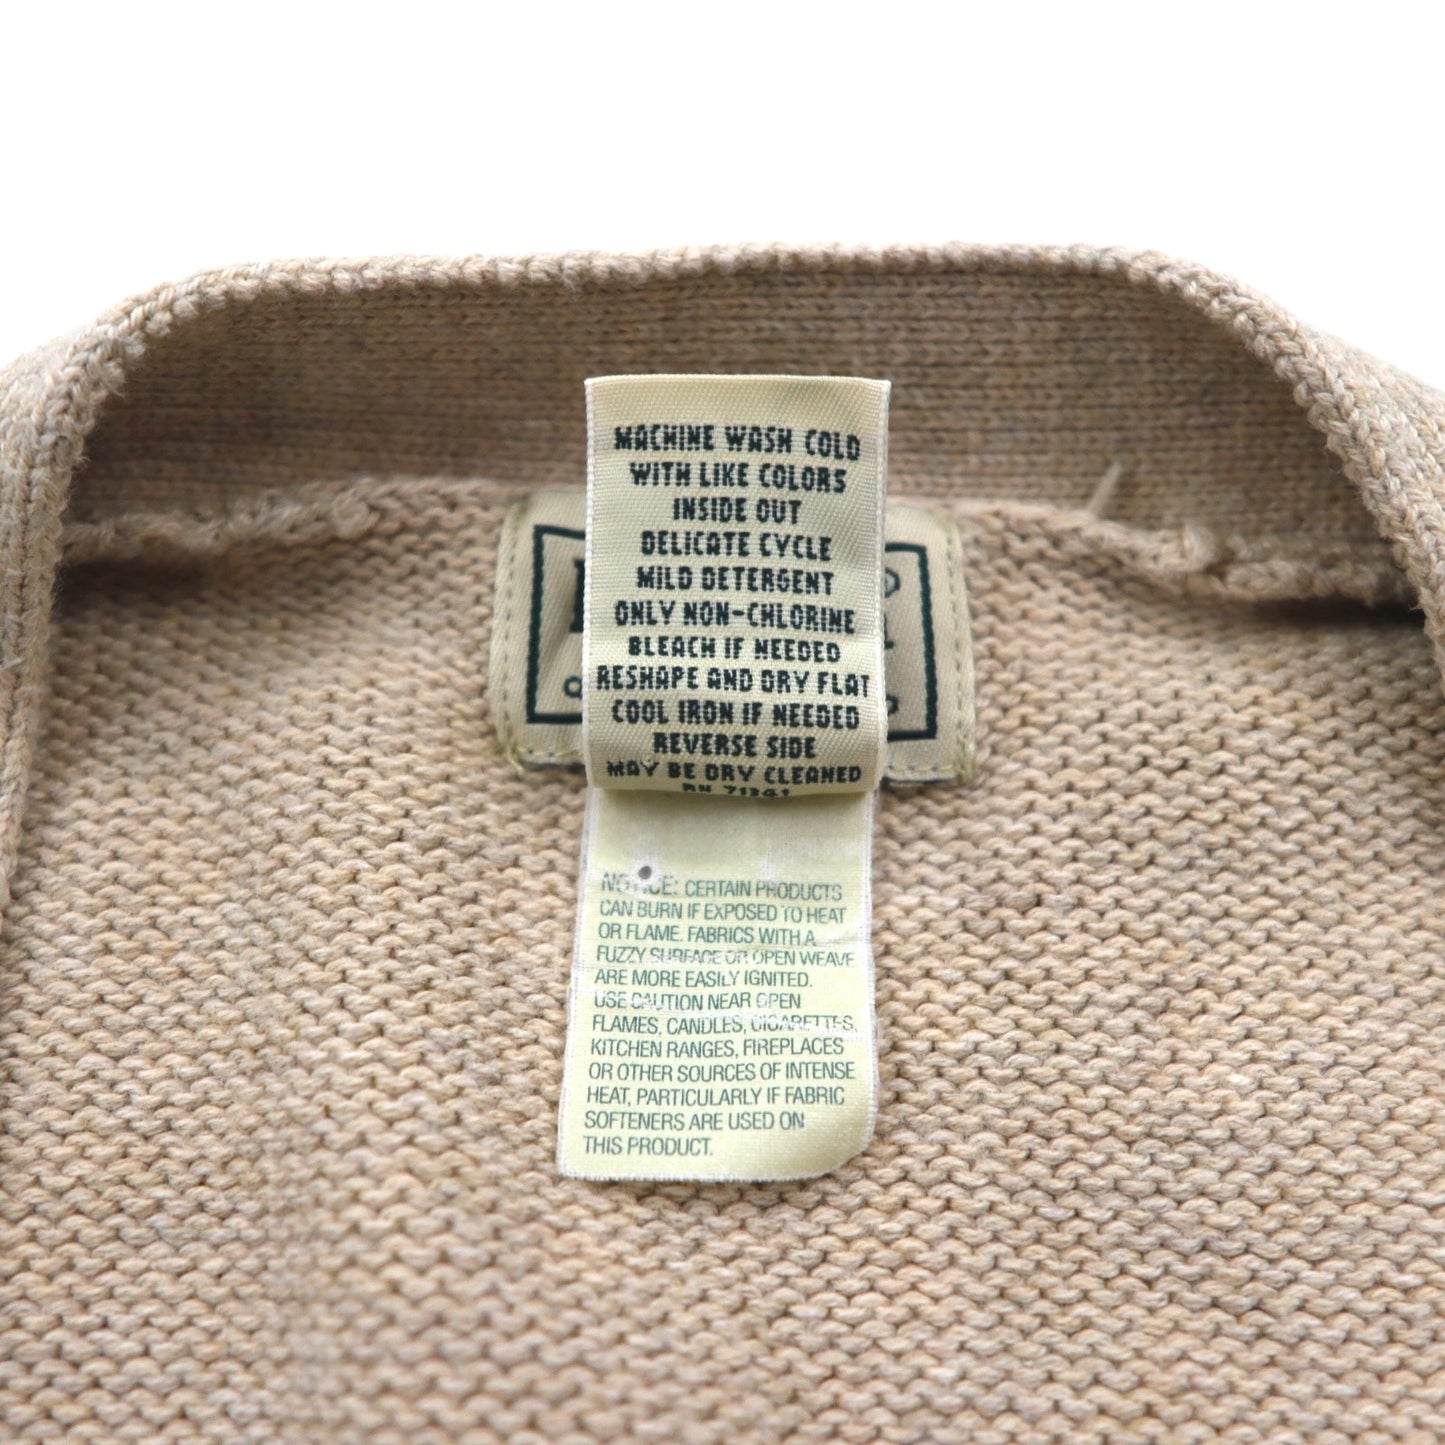 MACHINE WASH COLD
WITH LIKE COLORS
INSIDE OUT
DELICATE CYCLE
MILD DETERGENT
ONLY NON-CHLORINE
BLEACH IF NEEDED
RESHAPE AND DRY FLAT
COOL IRON IF NEEDED
REVERSE SIDE
MAY BE DRY CLEANED
RN 71341
NOTICE: CERTAIN PRODUCTS
CAN BURN IF EXPOSED TO HEAT
OR FLAME. FABRICS WITH A
FUZZY SURFACE OR OPEN WEAVE
ARE MORE EASILY IGNITED.
USE CAUTION NEAR OPEN
FLAMES, CANDLES, CIGARETTES,
KITCHEN RANGES, FIREPLACES
OR OTHER SOURCES OF INTENSE
HEAT, PARTICULARLY IF FABRIC
SOFTENERS ARE USED ON
THIS PRODUCT.